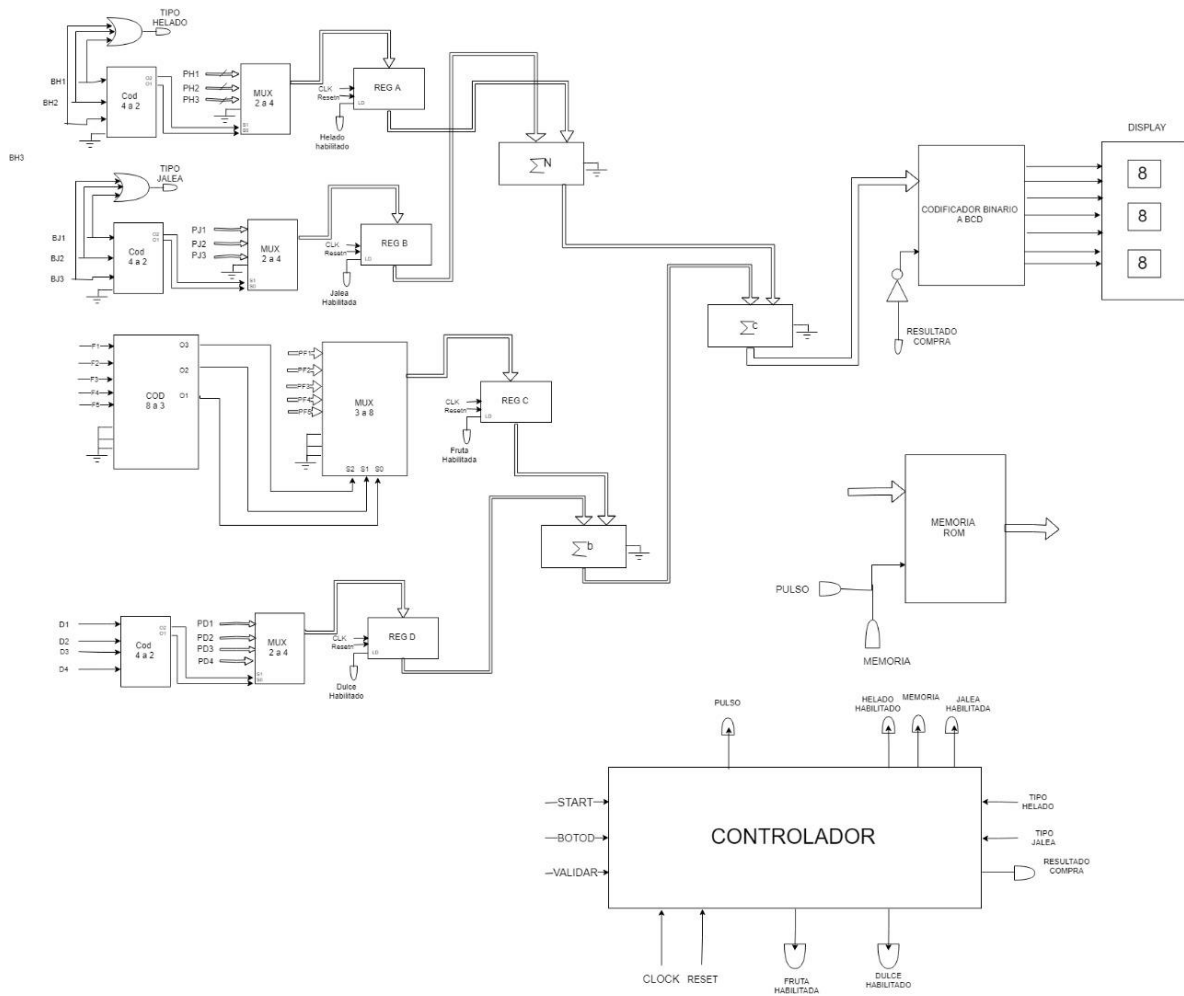 TIPO
HELADO
BH1
BH2
BH3
Cod
4 a 2
O2
O1
PH1
PH2
PH3
MUX
2 a 4
S1
S0
REG A
CLK
Resetn
LD
Helado
habilitado
TIPO
JALEA
BJ1
BJ2
BJ3
Cod
4 a 2
O2
O1
PJ1
PJ2
PJ3
MUX
2 a 4
S1
S0
REG B
CLK
Resetn
LD
Jalea
Habilitada
∑N
∑c
CODIFICADOR BINARIO
A BCD
DISPLAY
8
8
8
RESULTADO
COMPRA
F1
F2
F3
F4
F5
COD
8 a 3
O3
O2
O1
PF1
PF2
PF3
PF4
PF5
MUX
3 a 8
S2 S1 S0
REG C
CLK
Resetn
LD
Fruta
Habilitada
∑b
MEMORIA
ROM
PULSO
MEMORIA
D1
D2
D3
D4
Cod
4 a 2
O2
O1
PD1
PD2
PD3
PD4
MUX
2 a 4
S1
S0
REG D
CLK
Resetn
LD
Dulce
Habilitado
PULSO
HELADO
HABILITADO
MEMORIA
JALEA
HABILITADA
START
BOTOD
VALIDAR
CONTROLADOR
TIPO
HELADO
TIPO
JALEA
RESULTADO
COMPRA
CLOCK
RESET
FRUTA
HABILITADA
DULCE
HABILITADO